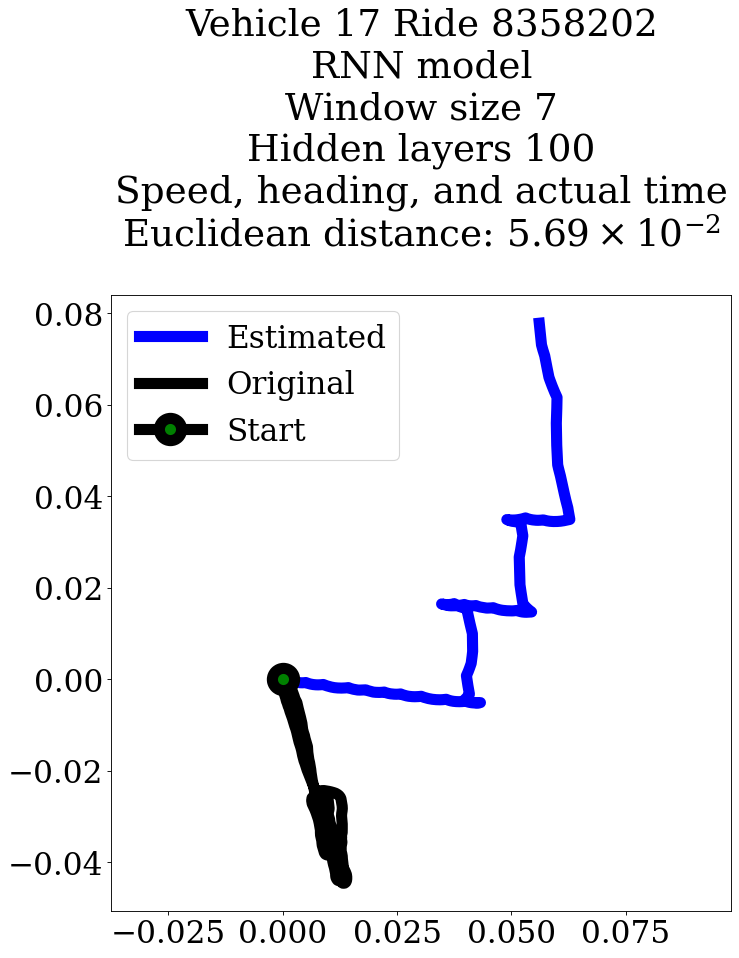 Vehicle 17 Ride 8358202
RNN model
Window size 7
Hidden layers 100
Speed, heading, and actual time
Euclidean distance: 5.69 × 10⁻²
Estimated
Original
Start
0.08
0.06
0.04
0.02
0.00
−0.02
−0.04
−0.025 0.000 0.025 0.050 0.075